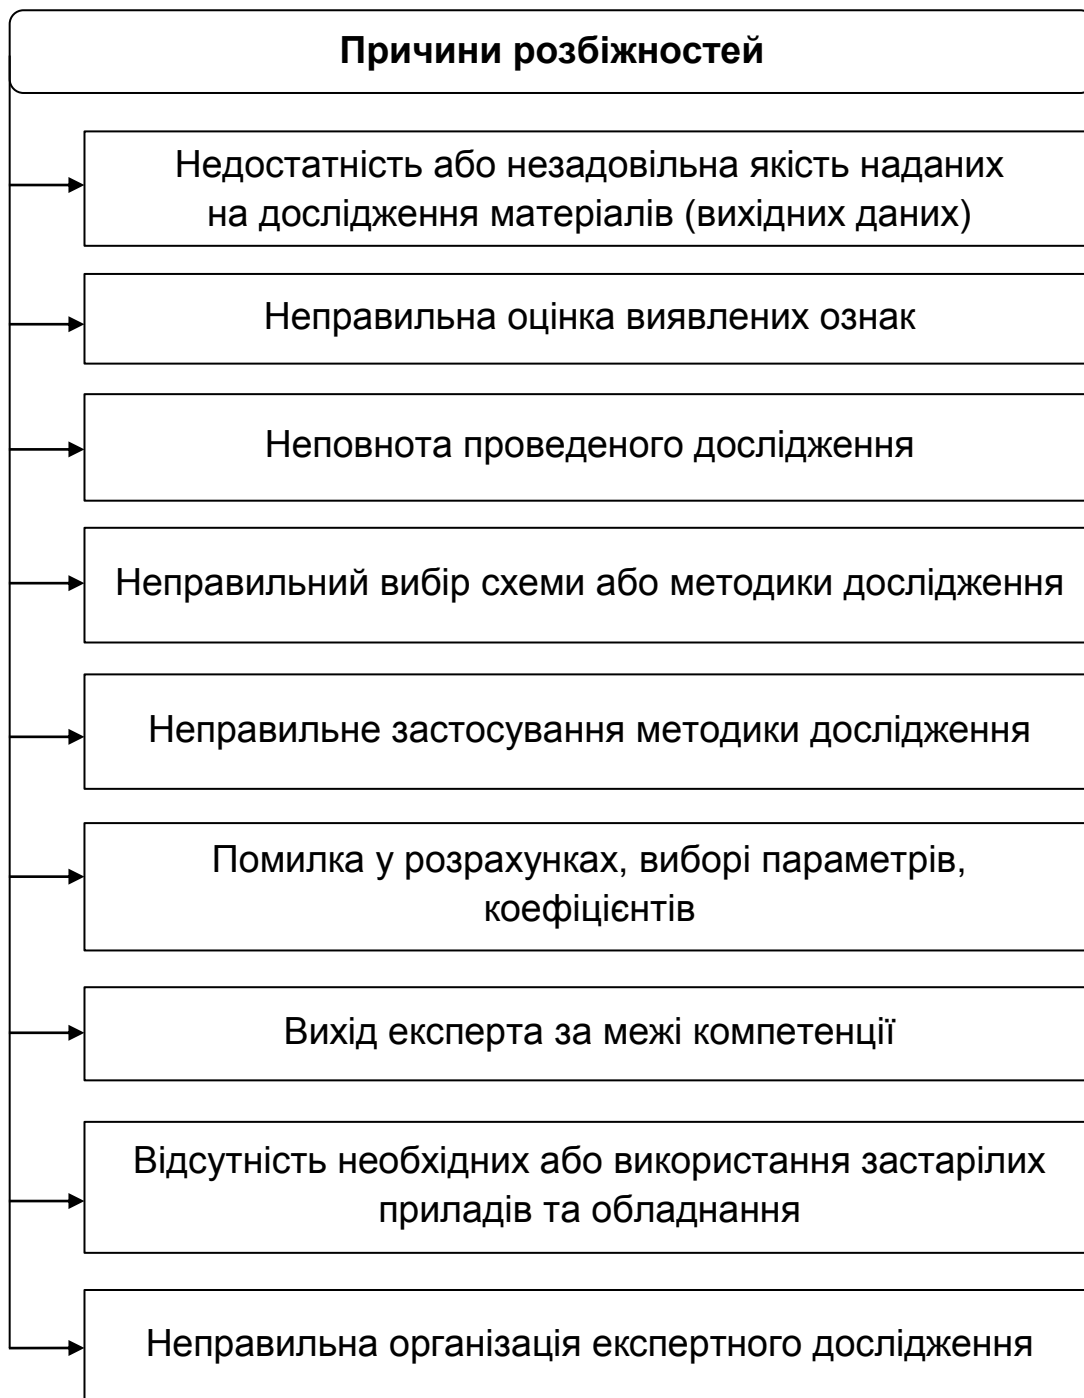 Причини розбіжностей
Недостатність або незадовільна якість наданих
на дослідження матеріалів (вихідних даних)
Неправильна оцінка виявлених ознак
Неповнота проведеного дослідження
Неправильний вибір схеми або методики дослідження
Неправильне застосування методики дослідження
Помилка у розрахунках, виборі параметрів,
коефіцієнтів
Вихід експерта за межі компетенції
Відсутність необхідних або використання застарілих
приладів та обладнання
Неправильна організація експертного дослідження